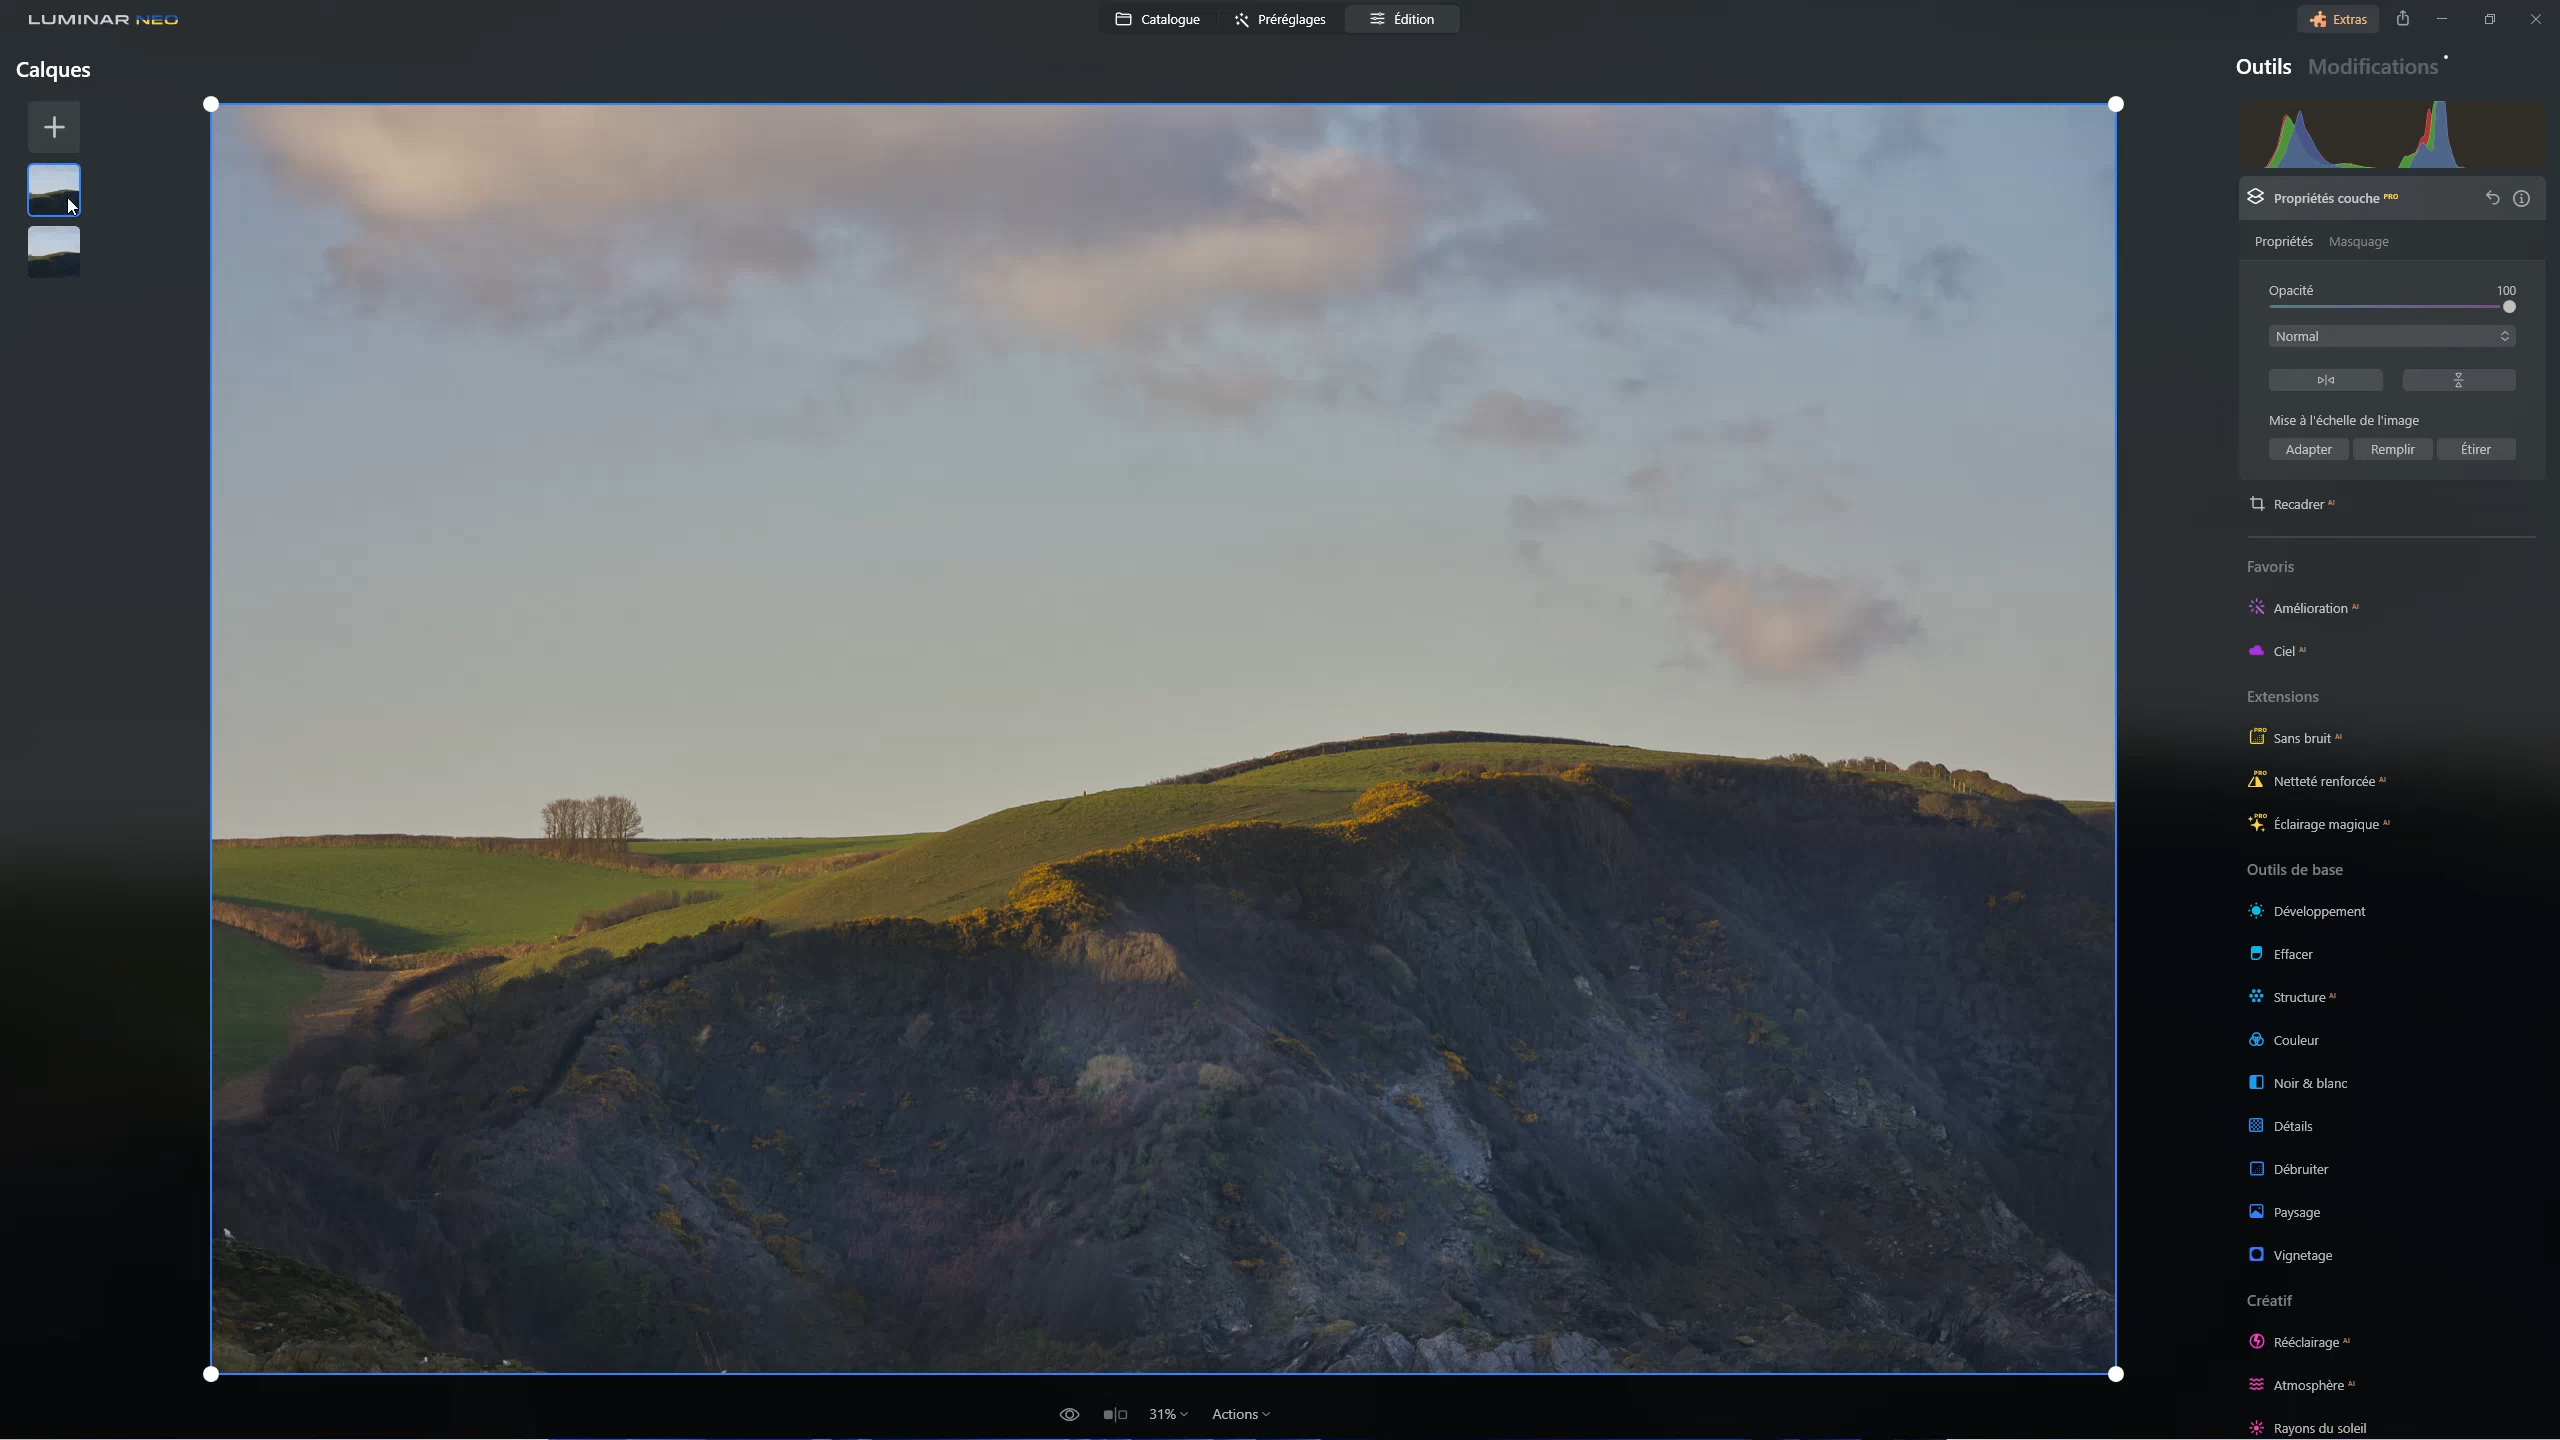 LUMINAR NEO
Catalogue
Préréglages
Édition
Extras
Calques
Outils Modifications
Propriétés couche PRO
Propriétés Masquage
Opacité 100
Normal
Mise à l'échelle de l'image
Adapter Remplir Étirer
Recadrer AI
Favoris
Amélioration AI
Ciel AI
Extensions
PRO Sans bruit AI
PRO Netteté renforcée AI
PRO Éclairage magique AI
Outils de base
Développement
Effacer
Structure AI
Couleur
Noir & blanc
Détails
Débruiter
Paysage
Vignetage
Créatif
Rééclairage AI
Atmosphère AI
Rayons du soleil
31% Actions